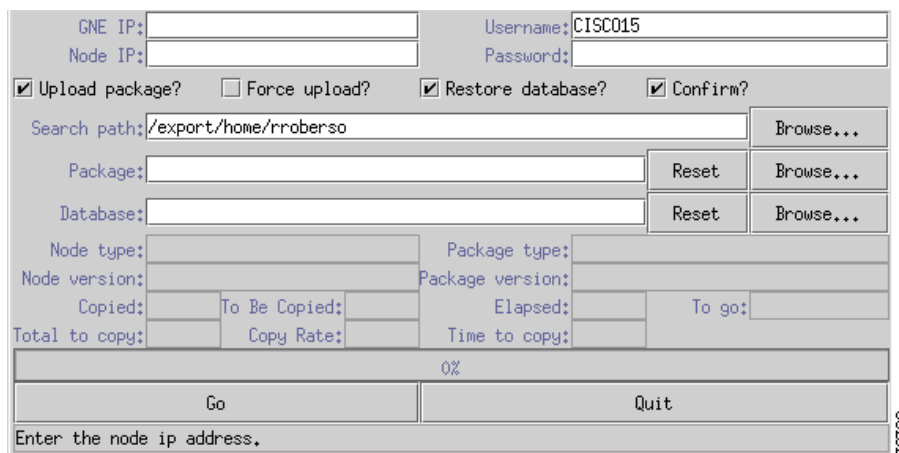 GNE IP: Username: CISCO15
Node IP: Password:
Upload package? Force upload? Restore database? Confirm?
Search path: /export/home/rroberso Browse...
Package: Reset Browse...
Database: Reset Browse...
Node type: Package type:
Node version: Package version:
Copied: To Be Copied: Elapsed: To go:
Total to copy: Copy Rate: Time to copy:
0%
Go Quit
Enter the node ip address.